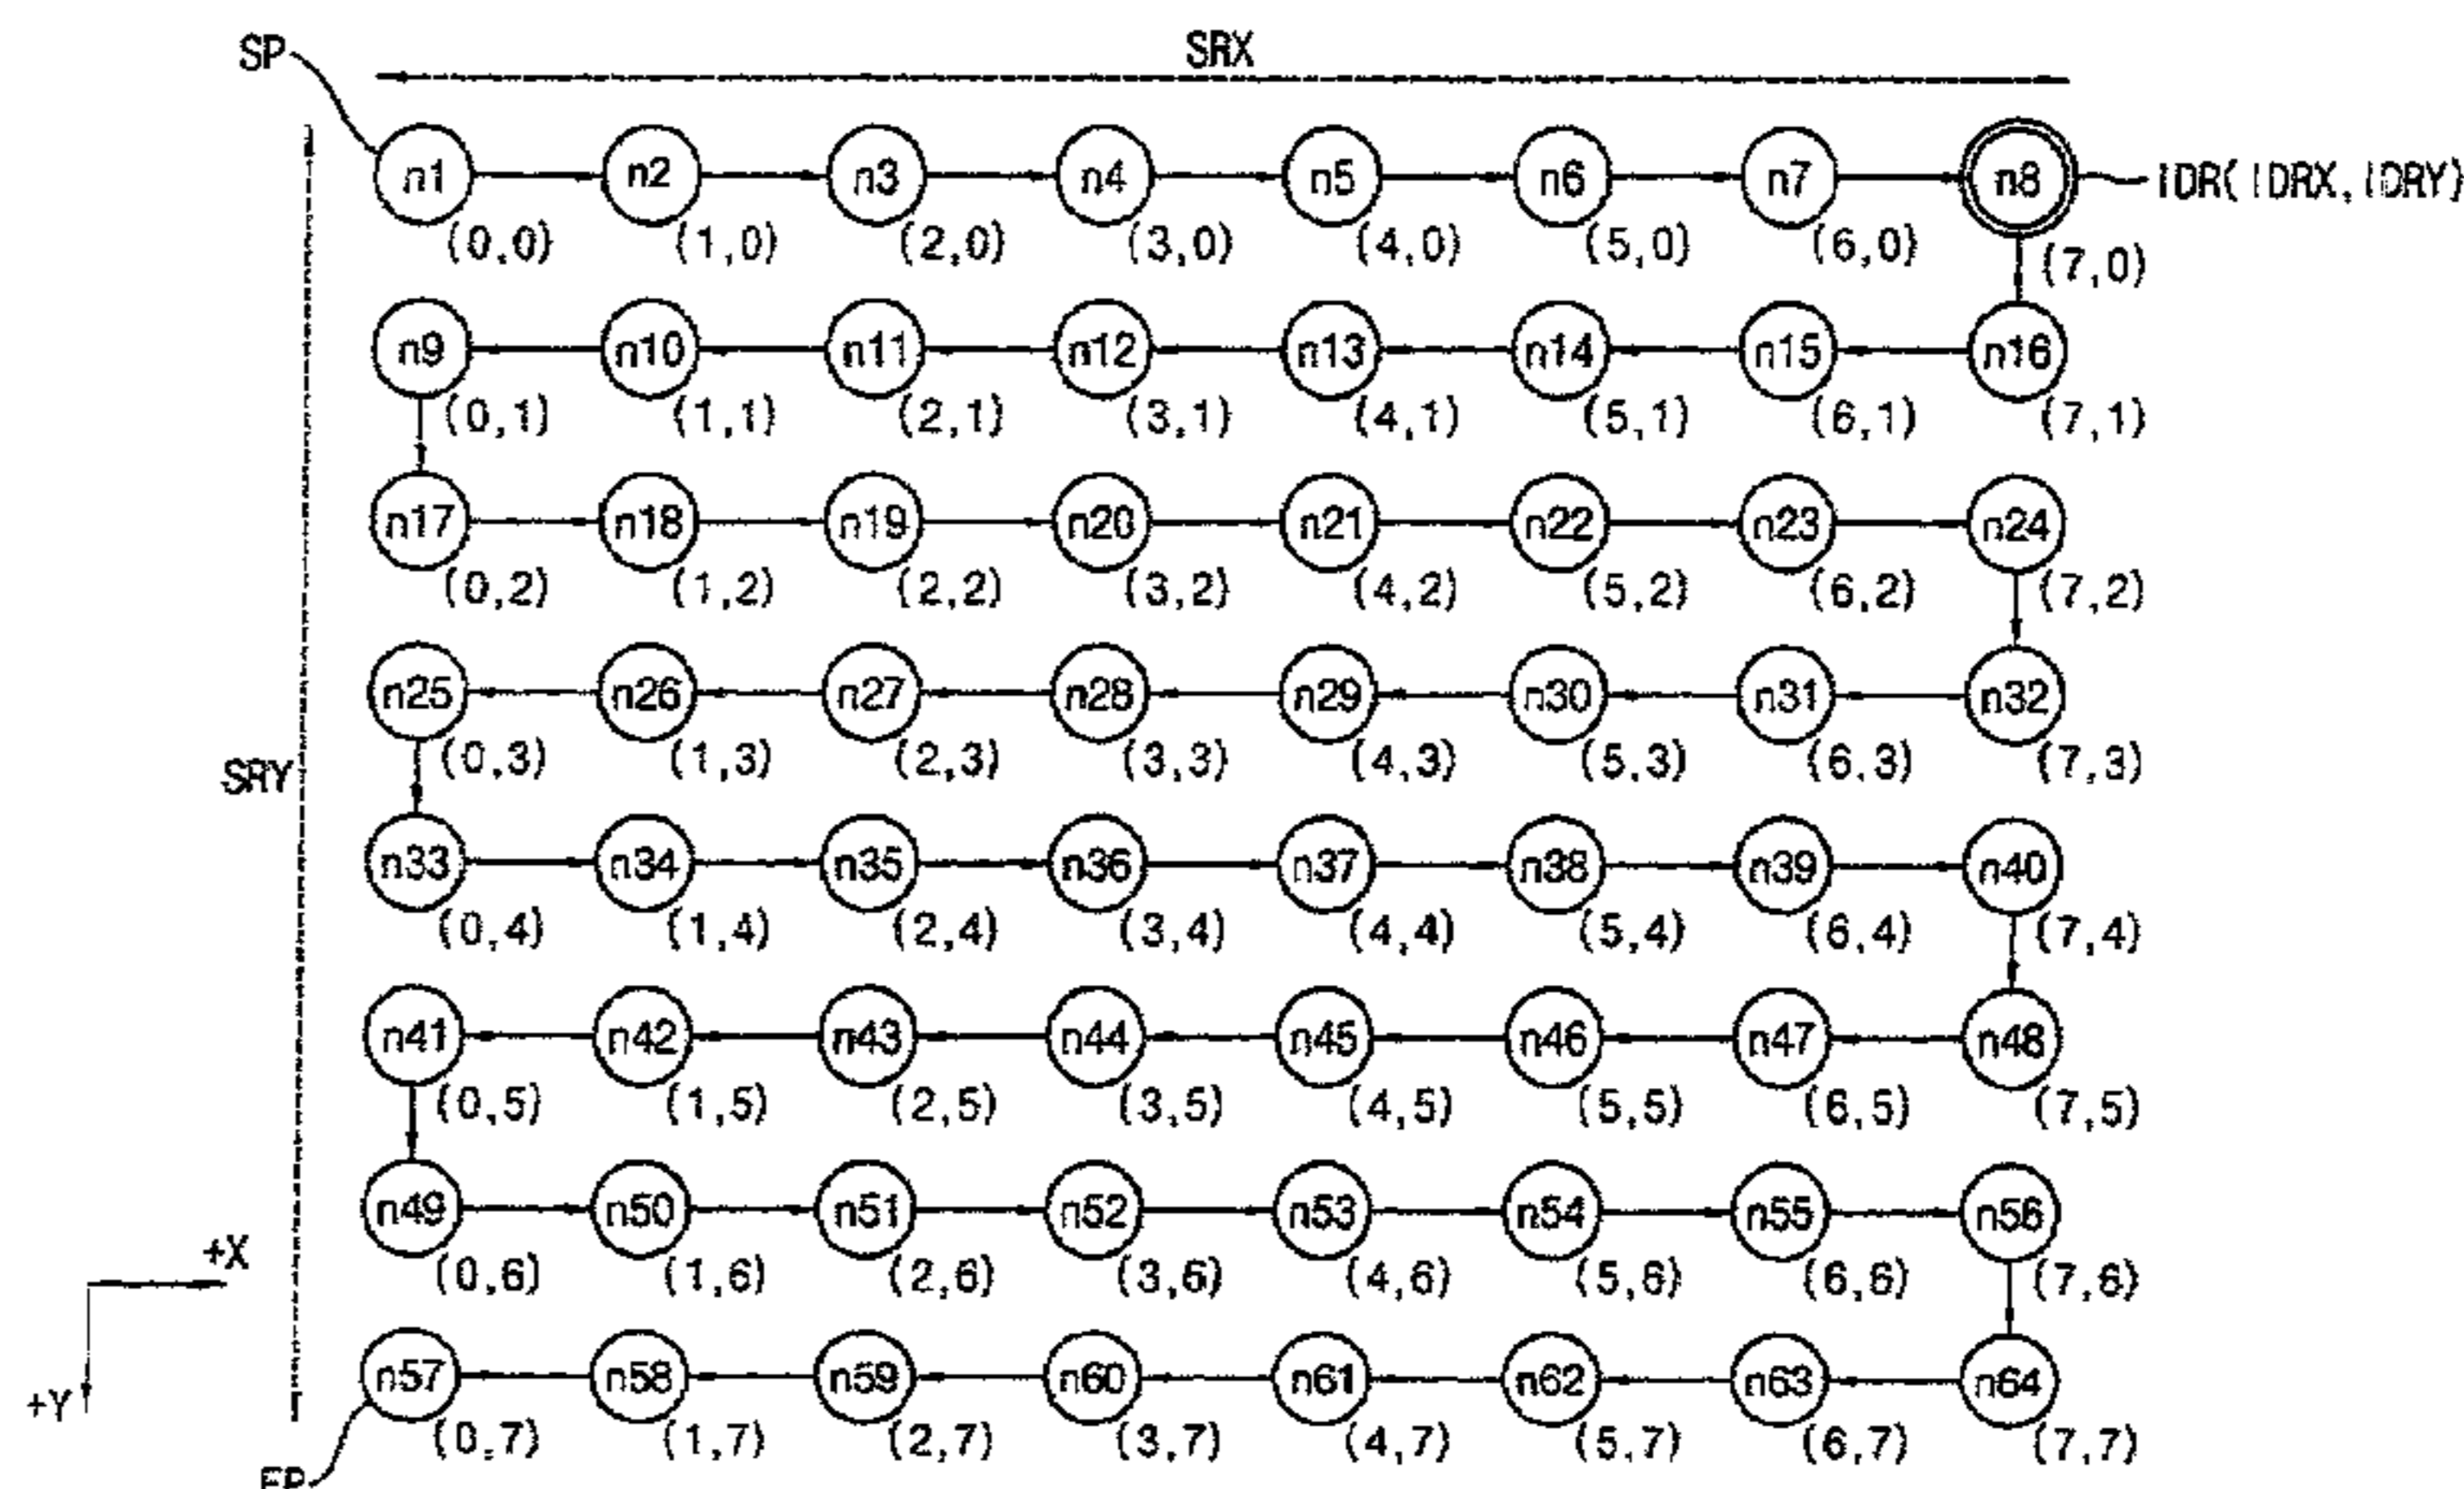 SP
SRX
n1 n2 n3 n4 n5 n6 n7 n8 IDR(IDRX, IDRY)
(0,0) (1,0) (2,0) (3,0) (4,0) (5,0) (6,0) (7,0)
n9 n10 n11 n12 n13 n14 n15 n16
(0,1) (1,1) (2,1) (3,1) (4,1) (5,1) (6,1) (7,1)
n17 n18 n19 n20 n21 n22 n23 n24
(0,2) (1,2) (2,2) (3,2) (4,2) (5,2) (6,2) (7,2)
n25 n26 n27 n28 n29 n30 n31 n32
SRY
(0,3) (1,3) (2,3) (3,3) (4,3) (5,3) (6,3) (7,3)
n33 n34 n35 n36 n37 n38 n39 n40
(0,4) (1,4) (2,4) (3,4) (4,4) (5,4) (6,4) (7,4)
n41 n42 n43 n44 n45 n46 n47 n48
(0,5) (1,5) (2,5) (3,5) (4,5) (5,5) (6,5) (7,5)
n49 n50 n51 n52 n53 n54 n55 n56
+X
(0,6) (1,6) (2,6) (3,6) (4,6) (5,6) (6,6) (7,6)
n57 n58 n59 n60 n61 n62 n63 n64
+Y
(0,7) (1,7) (2,7) (3,7) (4,7) (5,7) (6,7) (7,7)